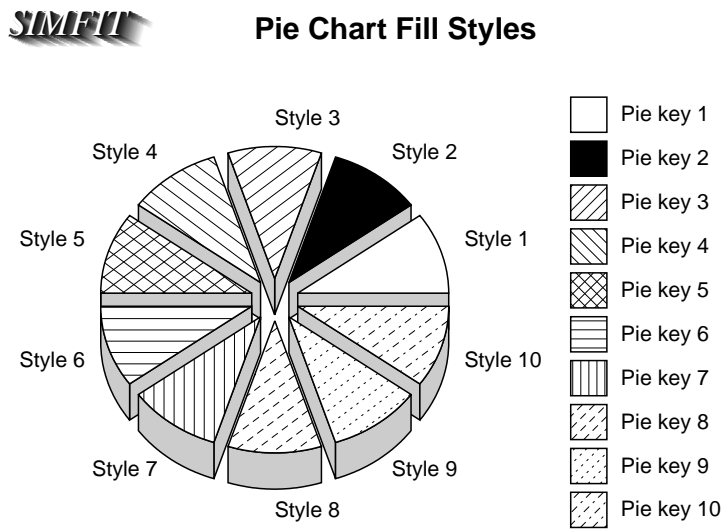 SIMFIT
Pie Chart Fill Styles
Style 1
Style 2
Style 3
Style 4
Style 5
Style 6
Style 7
Style 8
Style 9
Style 10
Pie key 1
Pie key 2
Pie key 3
Pie key 4
Pie key 5
Pie key 6
Pie key 7
Pie key 8
Pie key 9
Pie key 10